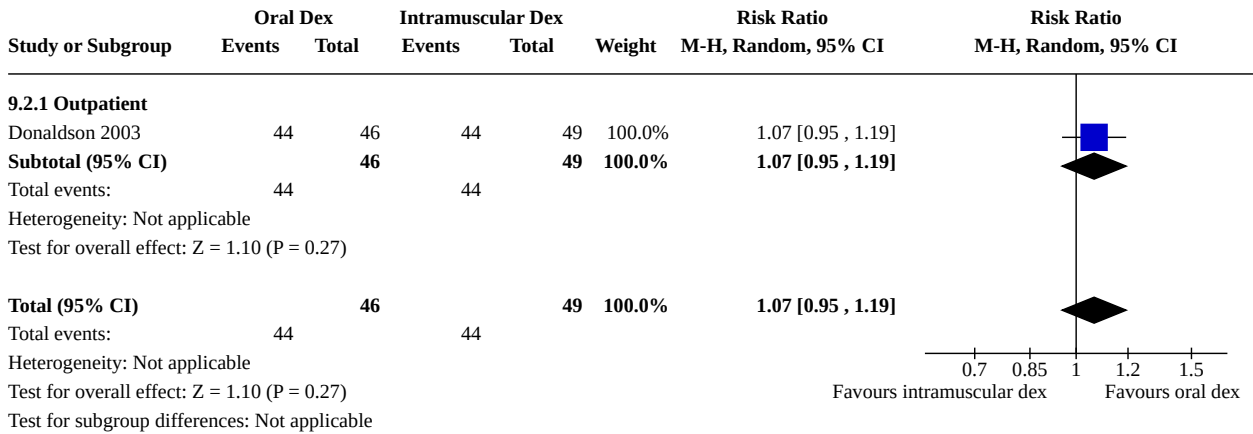 Oral Dex Intramuscular Dex Risk Ratio Risk Ratio
Study or Subgroup Events Total Events Total Weight M-H, Random, 95% CI M-H, Random, 95% CI
9.2.1 Outpatient
Donaldson 2003 44 46 44 49 100.0% 1.07 [0.95 , 1.19]
Subtotal (95% CI) 46 49 100.0% 1.07 [0.95 , 1.19]
Total events: 44 44
Heterogeneity: Not applicable
Test for overall effect: Z = 1.10 (P = 0.27)
Total (95% CI) 46 49 100.0% 1.07 [0.95 , 1.19]
Total events: 44 44
Heterogeneity: Not applicable
0.7 0.85 1 1.2 1.5
Test for overall effect: Z = 1.10 (P = 0.27) Favours intramuscular dex Favours oral dex
Test for subgroup differences: Not applicable